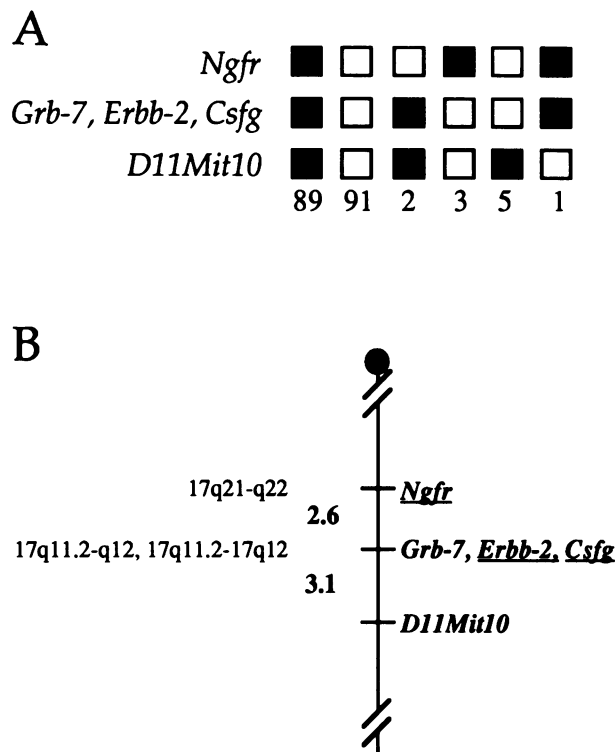 A
Ngfr
Grb-7, Erbb-2, Csfg
D11Mit10
89 91 2 3 5 1
B
17q21-q22 Ngfr
2.6
17q11.2-q12, 17q11.2-17q12 Grb-7, Erbb-2, Csfg
3.1
D11Mit10